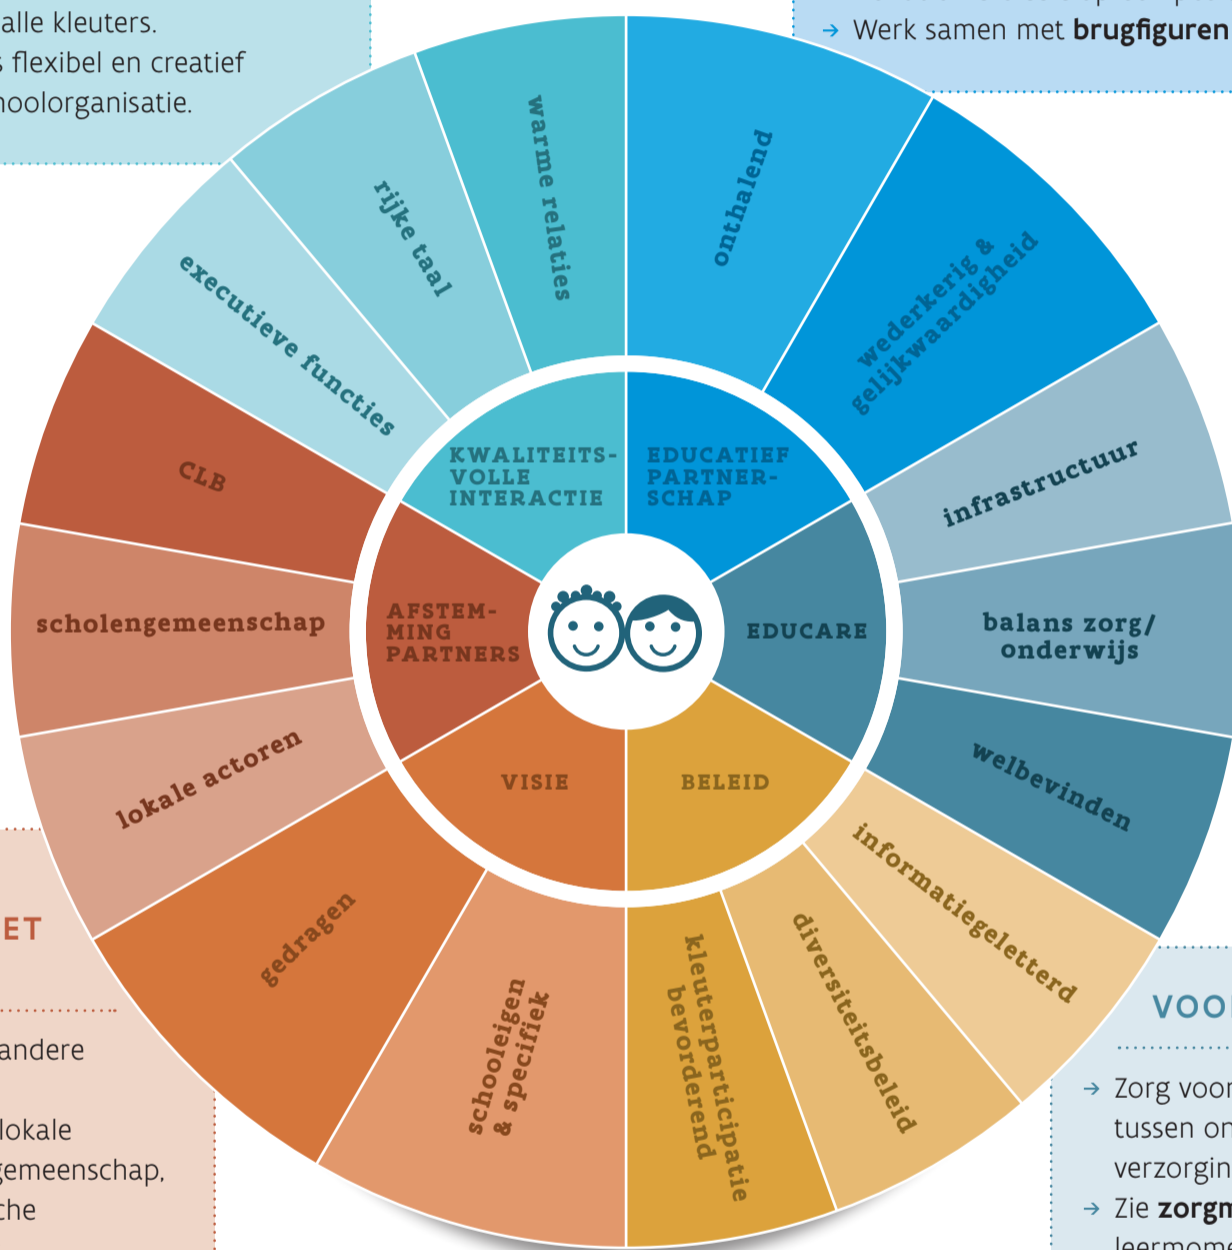 alle kleuters.
flexibel en creatief
Werk samen met brugfiguren
warme relaties
onthalend
rijke taal
wederkerig &
gelijkwaardigheid
executieve functies
infrastructuur
CLB
KWALITEITS-
VOLLE
INTERACTIE
EDUCATIEF
PARTNER-
SCHAP
scholengemeenschap
AFSTEM-
MING
PARTNERS
EDUCARE
balans zorg/
onderwijs
lokale actoren
VISIE
BELEID
welbevinden
informatiegeletterd
gedragen
schooleigen
& specifiek
kleuterparticipatie
bevorderend
diversiteitsbeleid
ET
andere
lokale
gemeenschap,
che
VOO
→ Zorg voor
tussen on
verzorgin
→ Zie zorgm
leermome